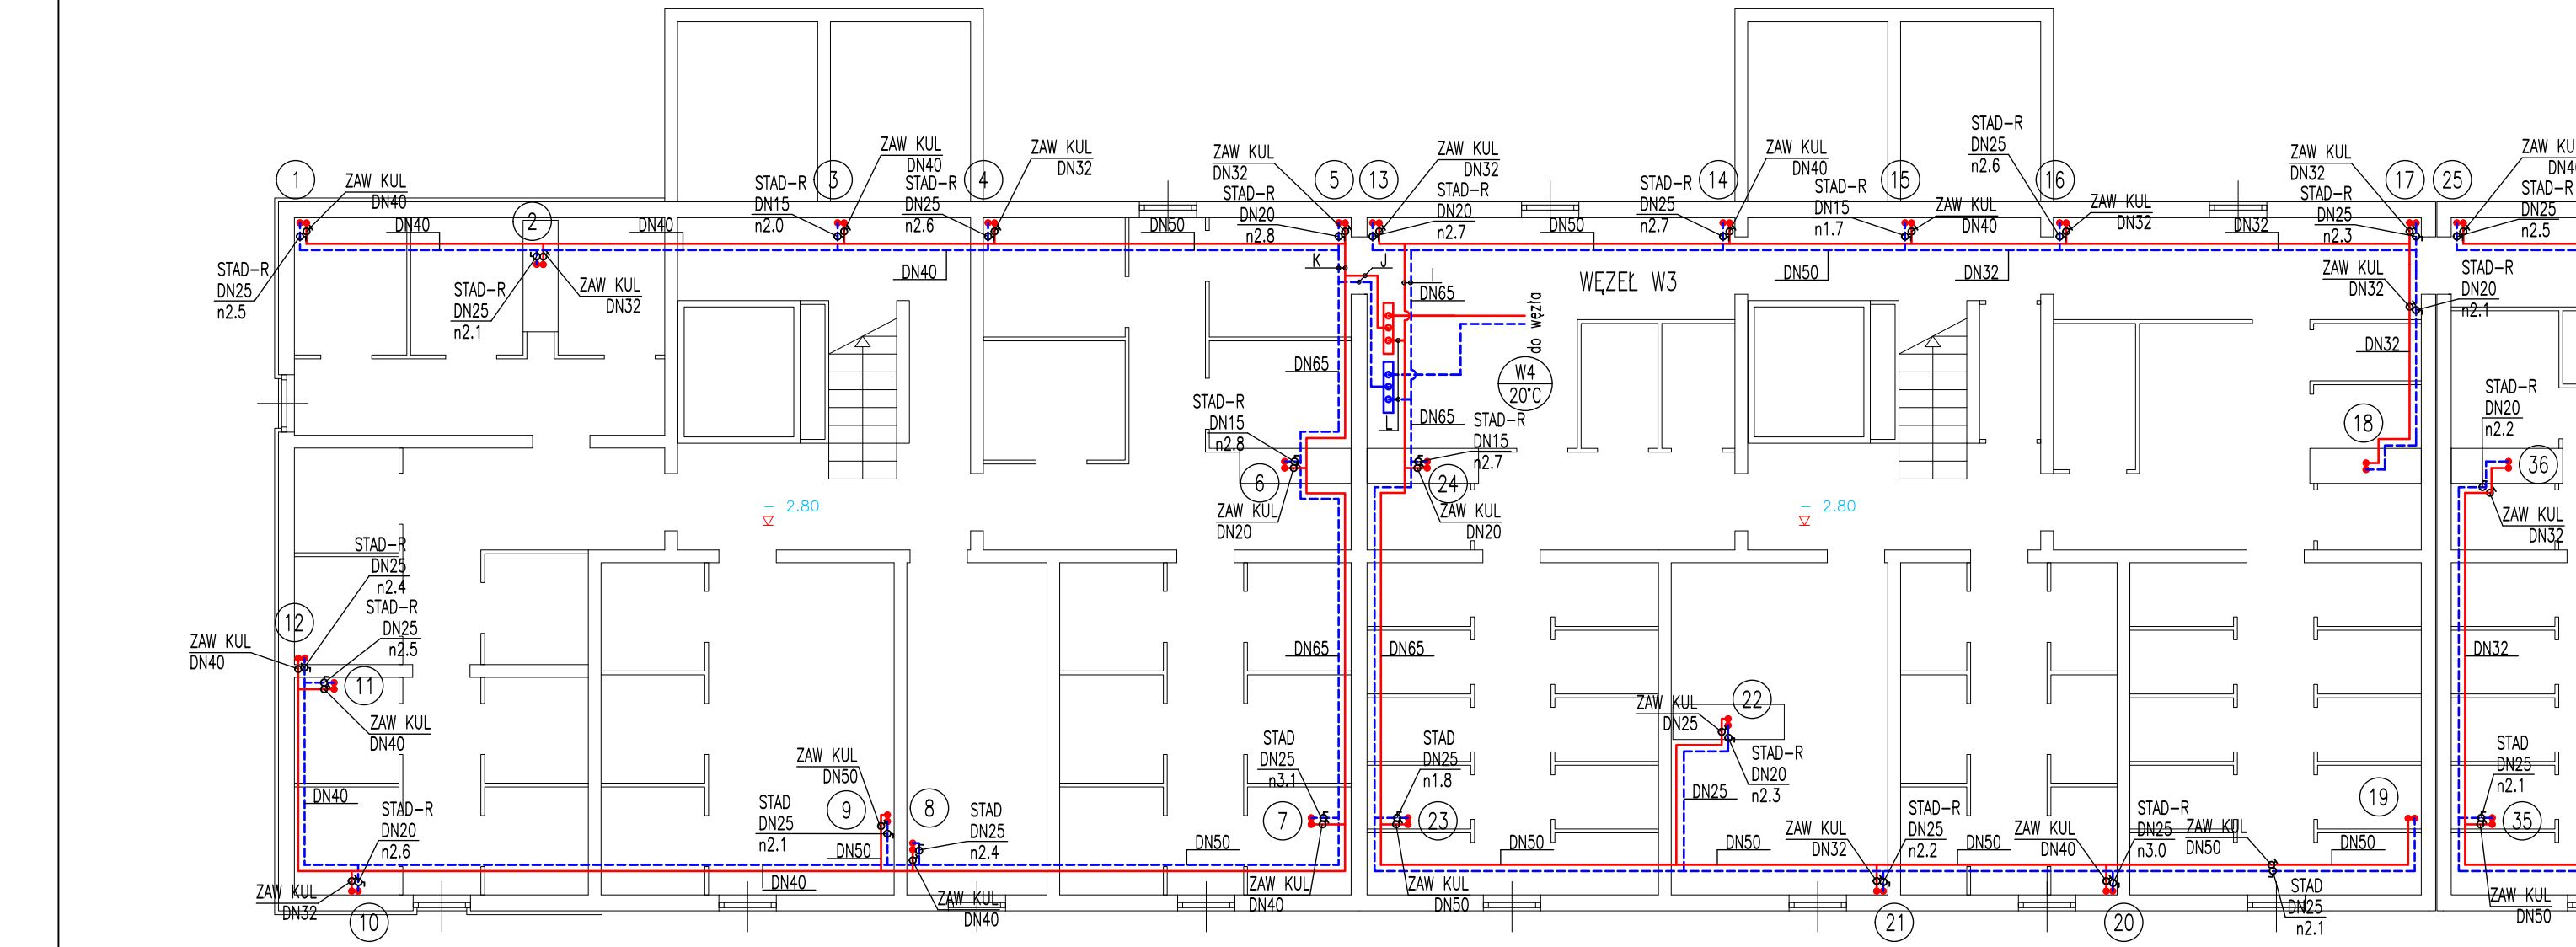 1
ZAW KUL
DN40
STAD-R
DN25
n2.5
DN40
2
STAD-R
DN25
n2.1
ZAW KUL
DN32
DN40
3
STAD-R
DN15
n2.0
ZAW KUL
DN40
4
STAD-R
DN25
n2.6
ZAW KUL
DN32
DN40
DN50
5
ZAW KUL
DN32
STAD-R
DN20
n2.8
13
ZAW KUL
DN32
STAD-R
DN20
n2.7
DN50
14
STAD-R
DN25
n2.7
ZAW KUL
DN40
15
STAD-R
DN15
n1.7
ZAW KUL
DN40
16
STAD-R
DN25
n2.6
ZAW KUL
DN32
DN50
DN32
DN32
17
ZAW KUL
DN32
STAD-R
DN25
n2.3
25
STAD-R
DN25
n2.5
ZAW KUL
DN32
STAD-R
DN20
n2.1
K
J
I
DN65
WĘZEŁ W3
do węzła
W4
20°C
L
DN65
DN65
DN32
18
STAD-R
DN20
n2.2
36
ZAW KUL
DN32
STAD-R
DN15
n2.8
6
ZAW KUL
DN20
STAD-R
DN15
n2.7
24
ZAW KUL
DN20
- 2.80
- 2.80
STAD-R
DN25
n2.4
STAD-R
DN25
n2.5
12
ZAW KUL
DN40
11
ZAW KUL
DN40
DN65
DN65
DN32
22
ZAW KUL
DN25
STAD-R
DN20
n2.3
DN25
DN40
STAD-R
DN20
n2.6
ZAW KUL
DN32
10
ZAW KUL
DN50
9
STAD
DN25
n2.1
DN50
8
STAD
DN25
n2.4
ZAW KUL
DN40
DN40
DN50
STAD
DN25
n3.1
7
ZAW KUL
DN40
STAD
DN25
n1.8
23
ZAW KUL
DN50
DN50
DN50
ZAW KUL
DN32
STAD-R
DN25
n2.2
21
DN50
ZAW KUL
DN40
STAD-R
DN25
n3.0
20
ZAW KUL
DN50
STAD
DN25
n2.1
DN50
19
STAD
DN25
n2.1
35
ZAW KUL
DN50